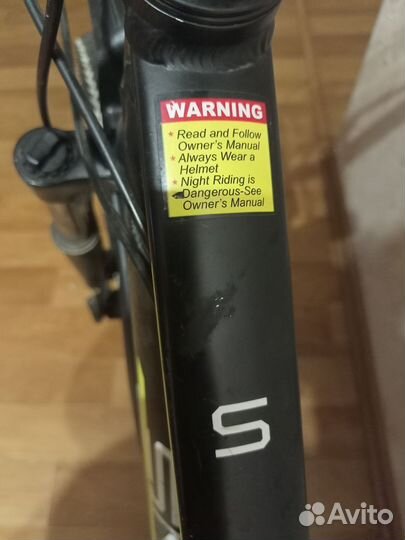 WARNING
* Read and Follow
Owner's Manual
* Always Wear a
Helmet
* Night Riding is
Dangerous-See
Owner's Manual
S
Avito